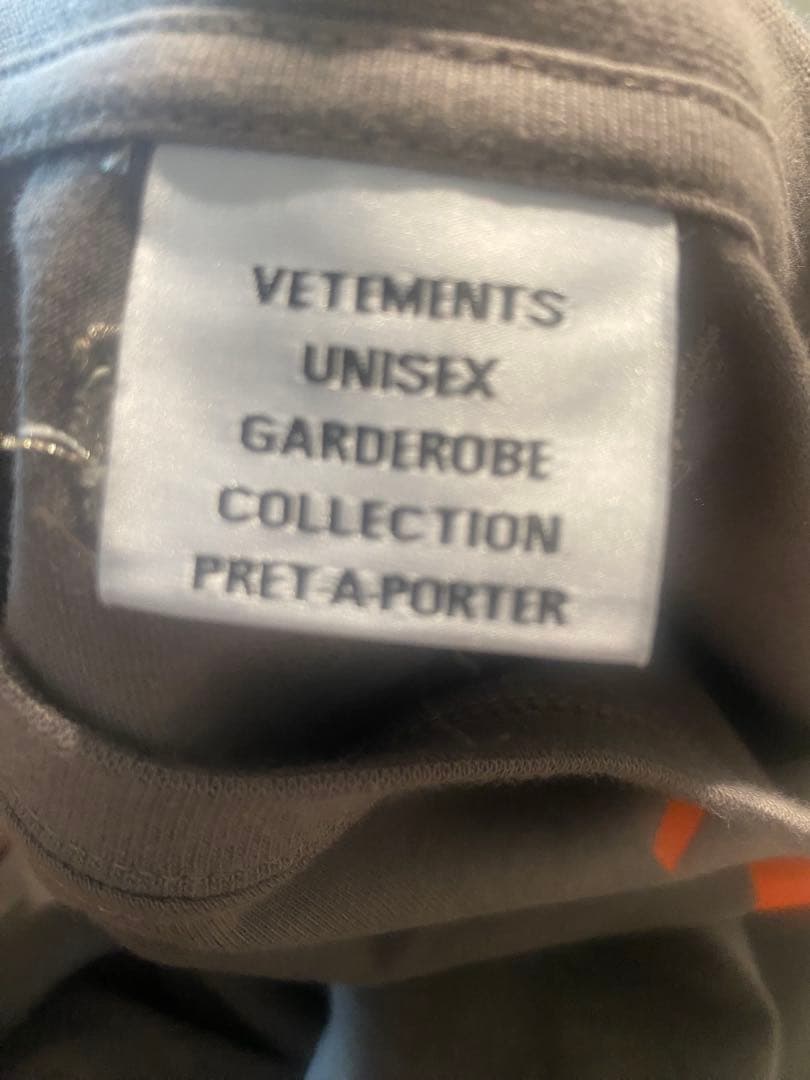 VETEMENTS
UNISEX
GARDEROBE
COLLECTION
PRET-A-PORTER